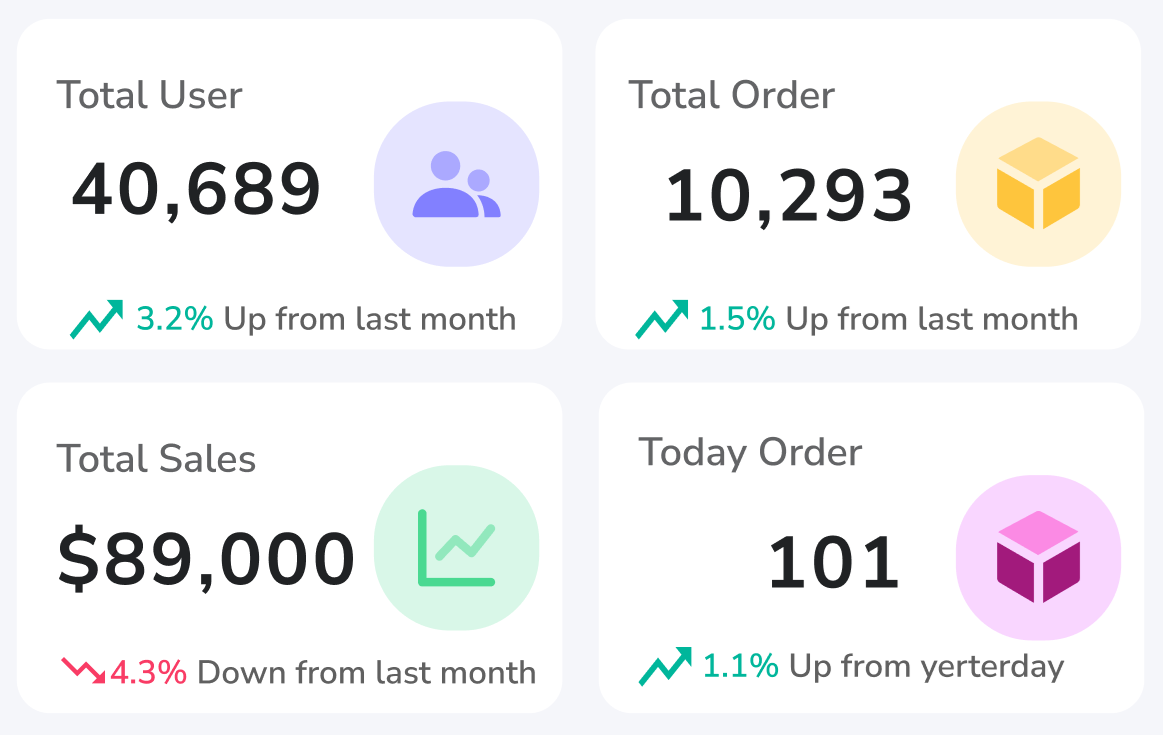 Total User
40,689
3.2% Up from last month
Total Order
10,293
1.5% Up from last month
Total Sales
$89,000
4.3% Down from last month
Today Order
101
1.1% Up from yerterday